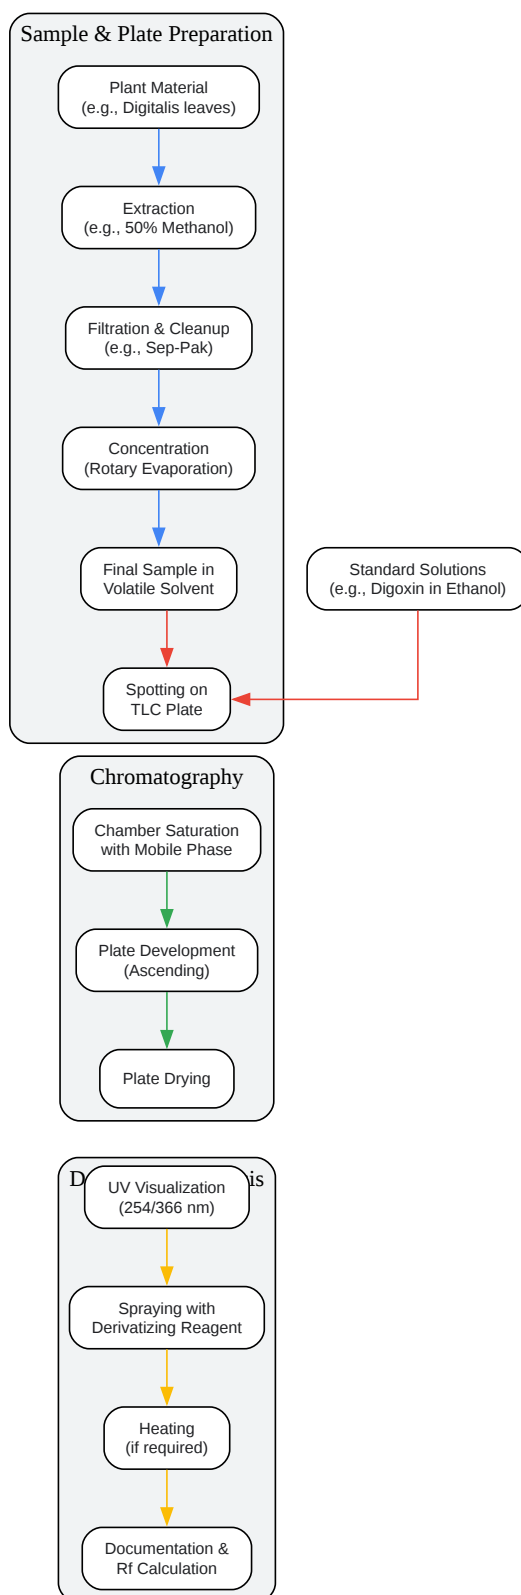 Sample & Plate Preparation
Plant Material
(e.g., Digitalis leaves)
Extraction
(e.g., 50% Methanol)
Filtration & Cleanup
(e.g., Sep-Pak)
Concentration
(Rotary Evaporation)
Final Sample in
Volatile Solvent
Standard Solutions
(e.g., Digoxin in Ethanol)
Spotting on
TLC Plate
Chromatography
Chamber Saturation
with Mobile Phase
Plate Development
(Ascending)
Plate Drying
UV Visualization
(254/366 nm)
Spraying with
Derivatizing Reagent
Heating
(if required)
Documentation &
Rf Calculation